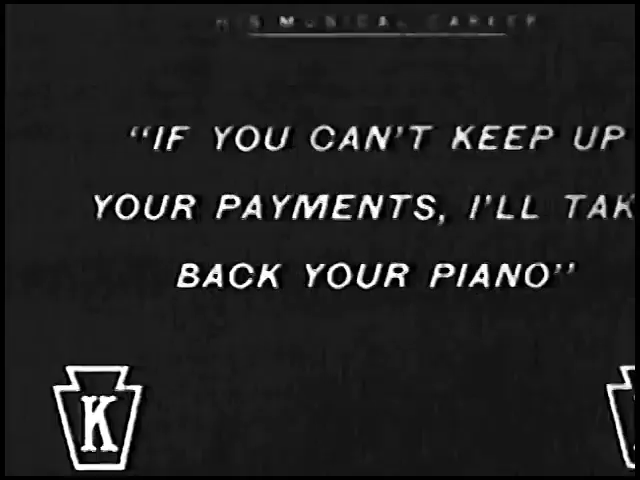 HIS MUSICAL CAREER
"IF YOU CAN'T KEEP UP
YOUR PAYMENTS, I'LL TAK
BACK YOUR PIANO"
K